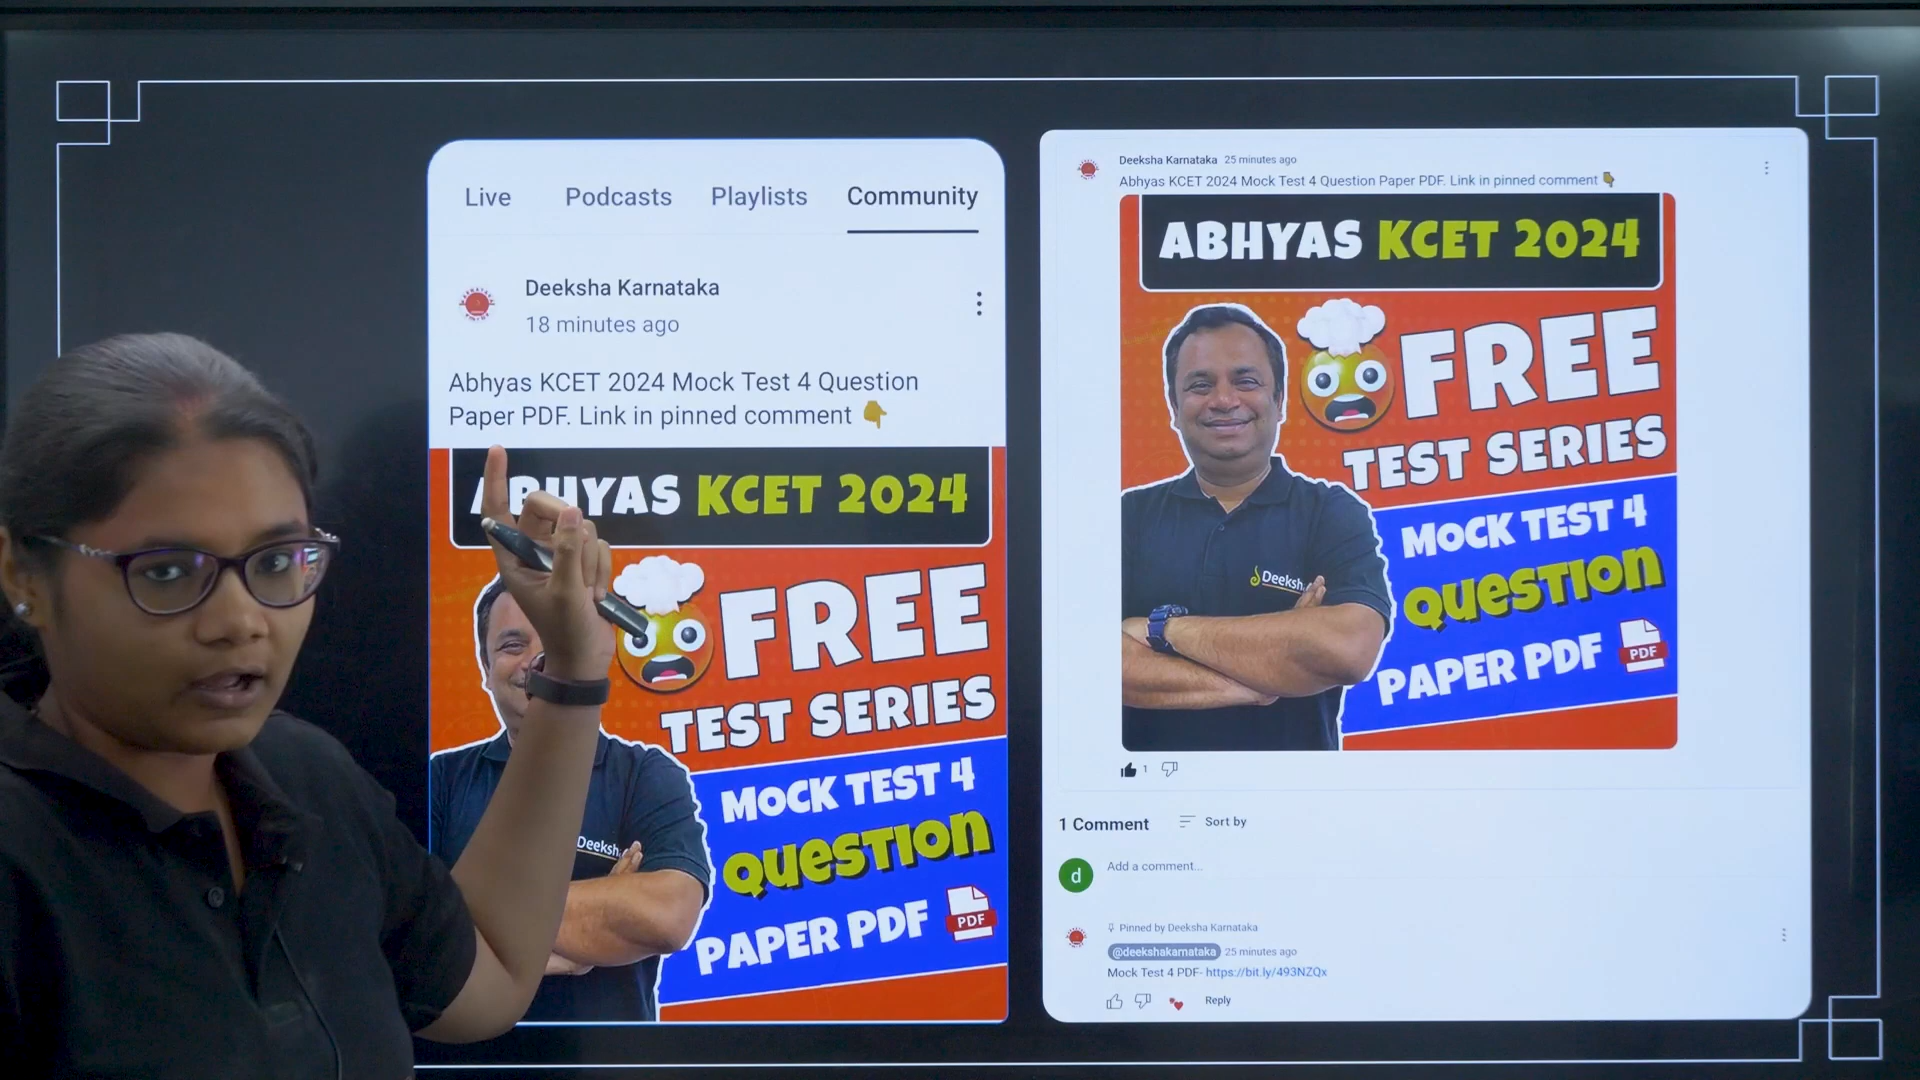 Live Podcasts Playlists Community
Deeksha Karnataka
18 minutes ago
Abhyas KCET 2024 Mock Test 4 Question
Paper PDF. Link in pinned comment
ABHYAS KCET 2024
FREE
TEST SERIES
MOCK TEST 4
QUESTION
PAPER PDF
PDF
Deeksh
Deeksha Karnataka 25 minutes ago
Abhyas KCET 2024 Mock Test 4 Question Paper PDF. Link in pinned comment
ABHYAS KCET 2024
FREE
TEST SERIES
MOCK TEST 4
QUESTION
PAPER PDF
PDF
Deeksh
1
1 Comment Sort by
d Add a comment...
Pinned by Deeksha Karnataka
@deekshakarnataka 25 minutes ago
Mock Test 4 PDF- https://bit.ly/493NZQx
Reply